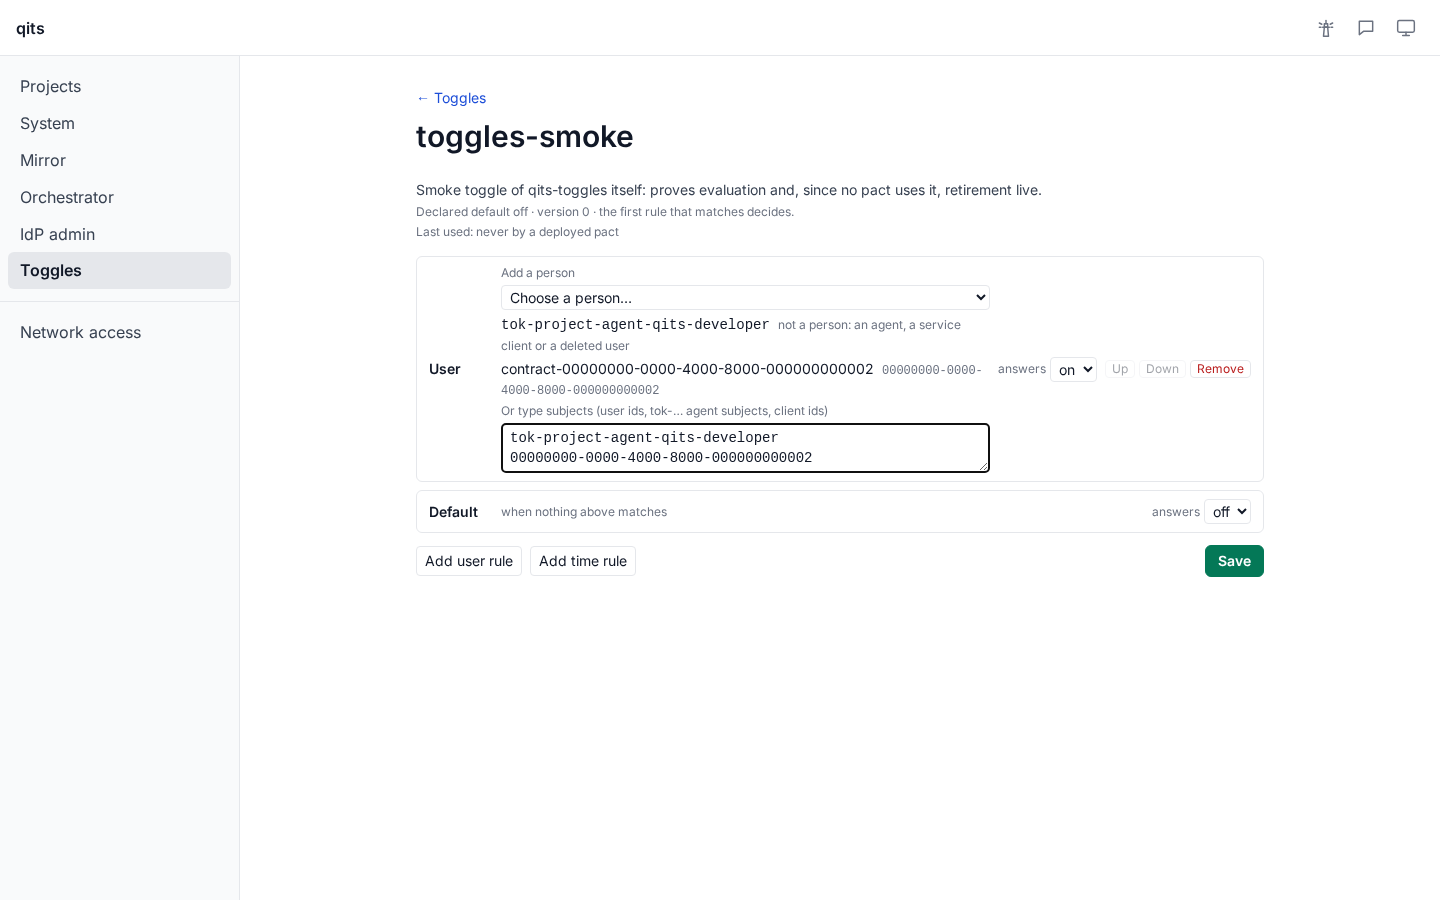 qits
Projects
System
Mirror
Orchestrator
IdP admin
Toggles
Network access
← Toggles
toggles-smoke
Smoke toggle of qits-toggles itself: proves evaluation and, since no pact uses it, retirement live.
Declared default off · version 0 · the first rule that matches decides.
Last used: never by a deployed pact
Add a person
Choose a person...
tok-project-agent-qits-developer not a person: an agent, a service
client or a deleted user
User
contract-00000000-0000-4000-8000-000000000002 00000000-0000-
4000-8000-000000000002
answers on Up Down Remove
Or type subjects (user ids, tok-... agent subjects, client ids)
tok-project-agent-qits-developer
00000000-0000-4000-8000-000000000002
Default when nothing above matches answers off
Add user rule Add time rule Save